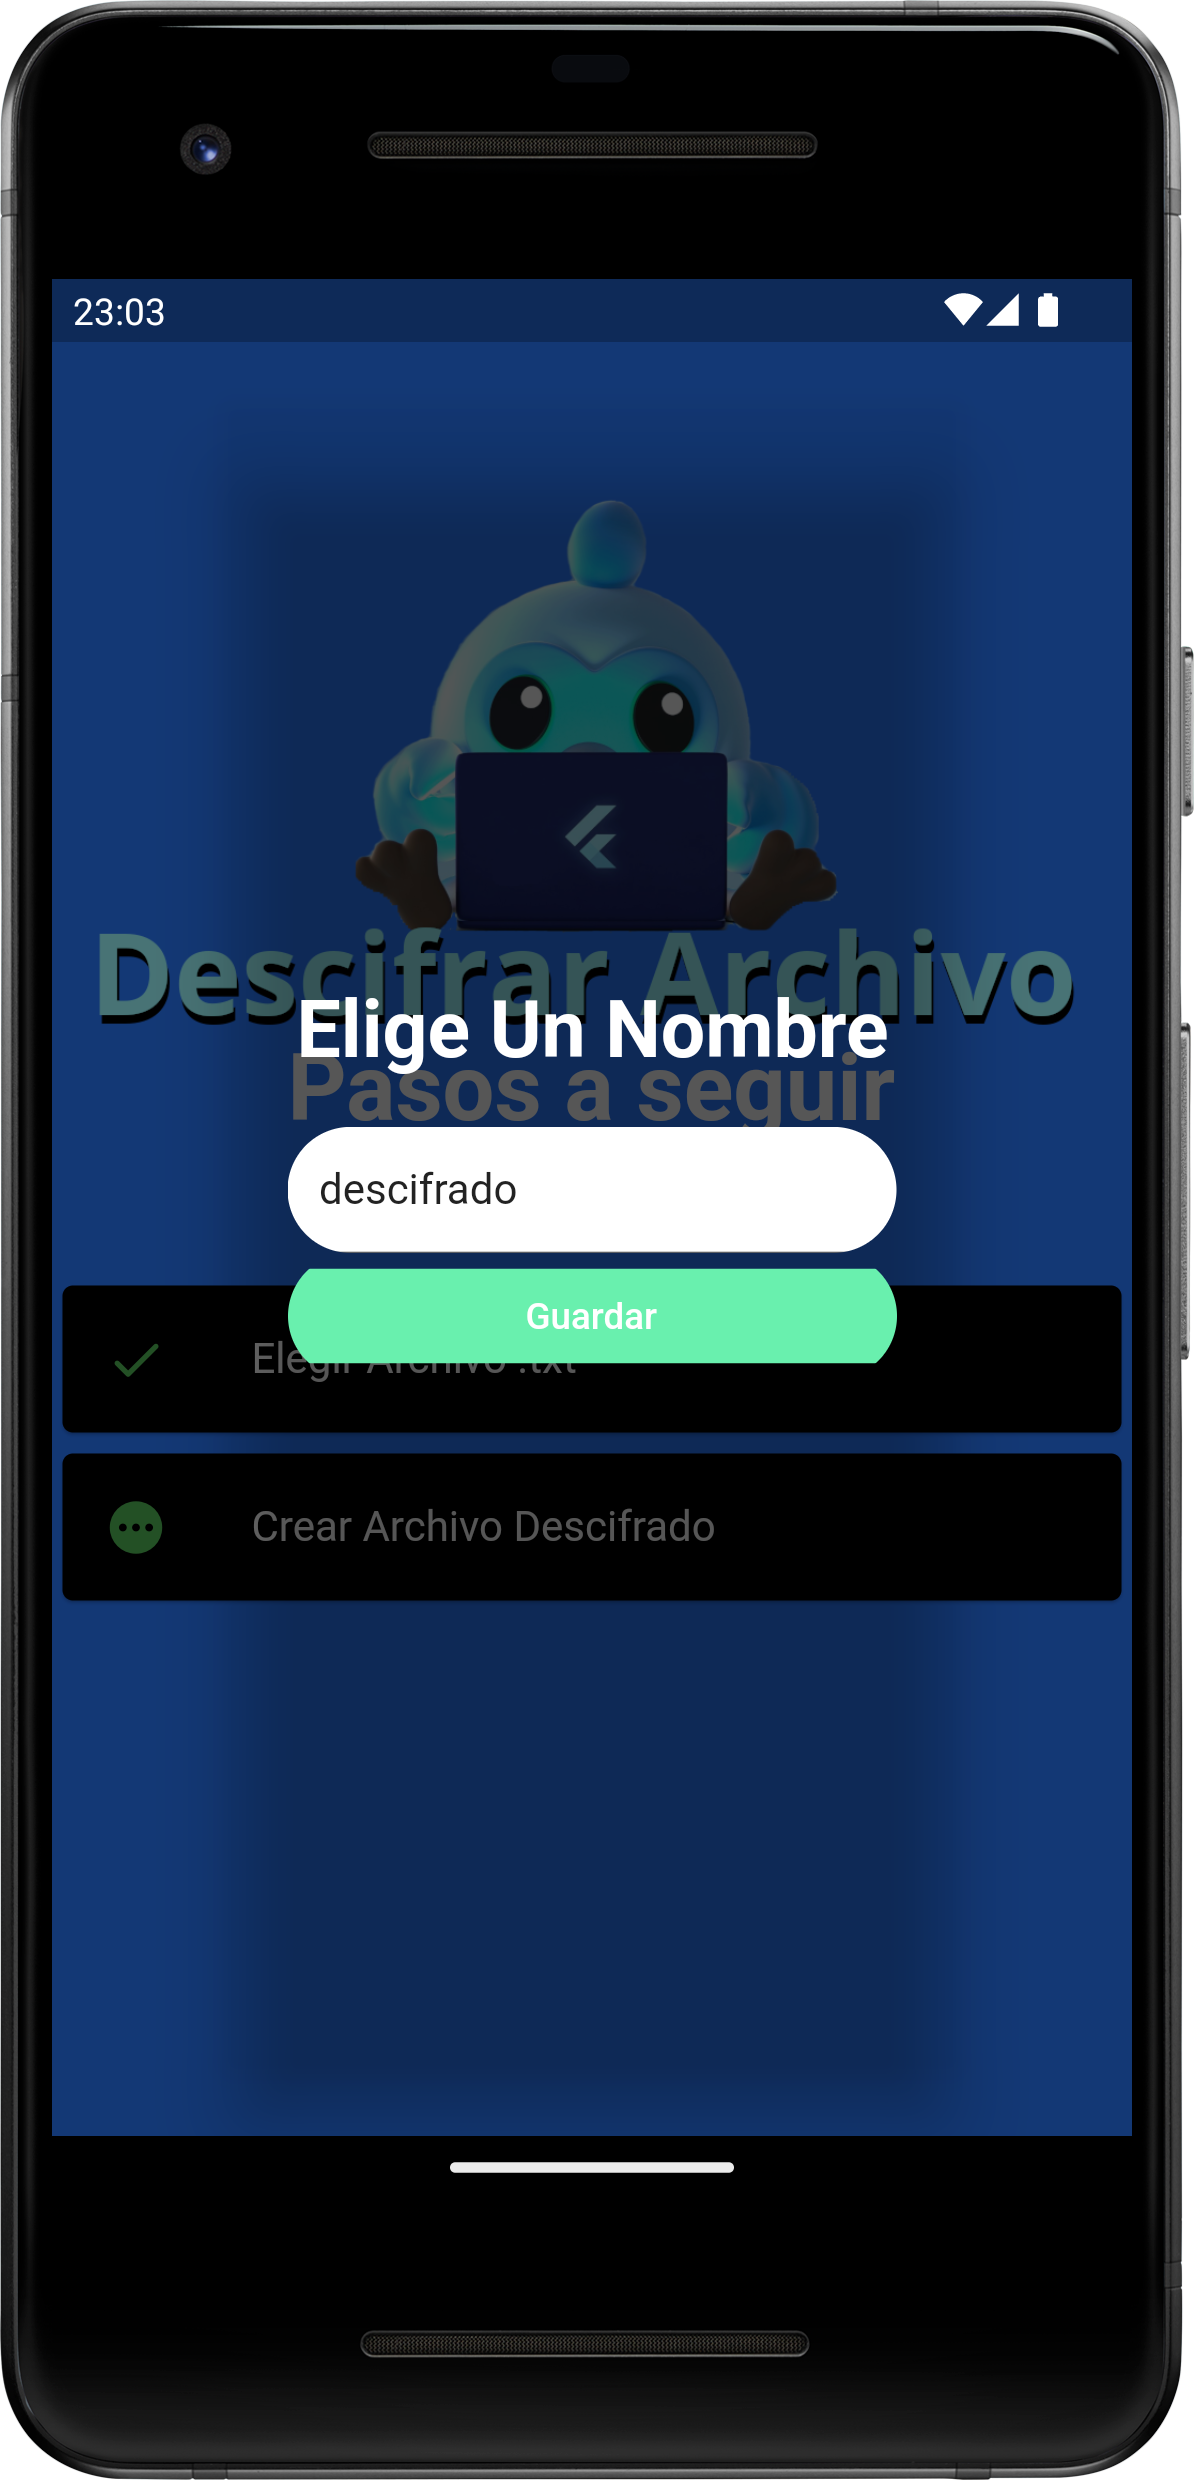 23:03
Descifrar Archivo
Elige Un Nombre
Pasos a seguir
descifrado
Guardar
Elegir Archivo .txt
Crear Archivo Descifrado